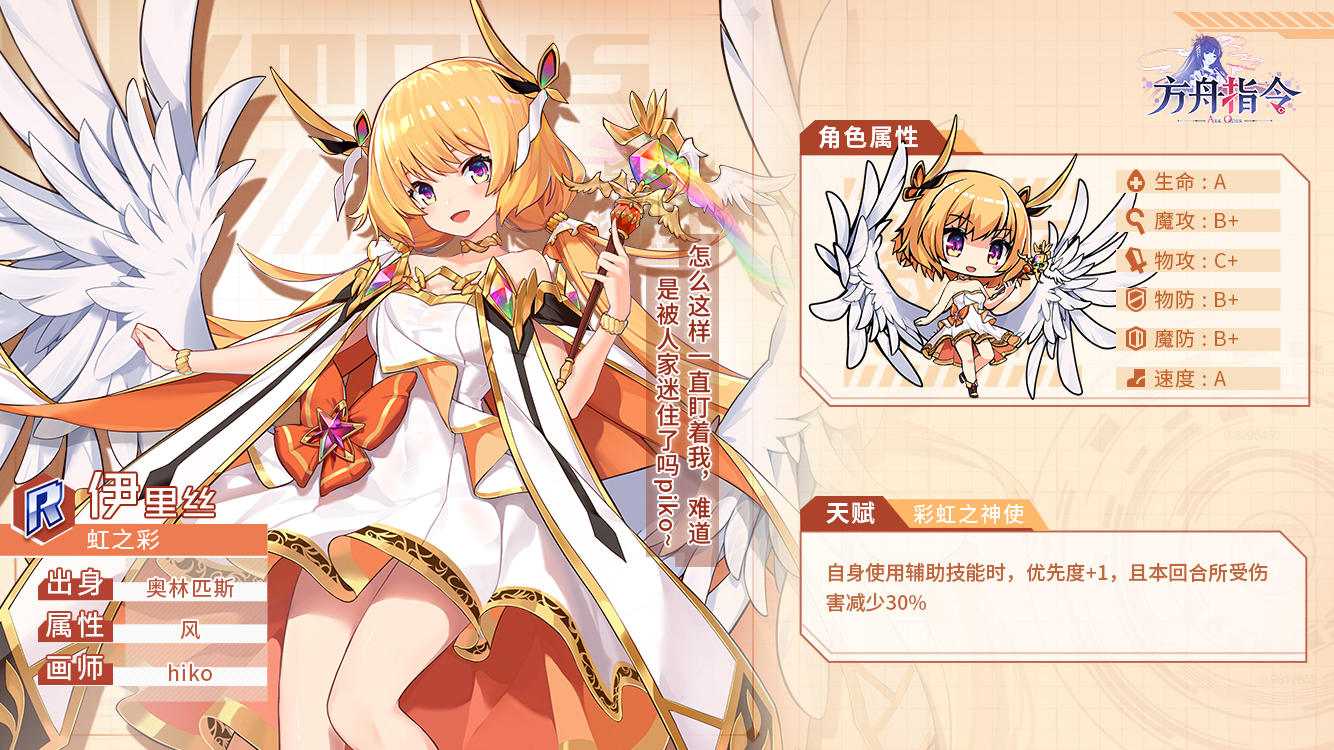 方舟指令
ARK ORDER
角色属性
生命：A
魔攻：B+
物攻：C+
物防：B+
魔防：B+
速度：A
怎么这样一直盯着我，难道
是被人家迷住了吗piko~
R
伊里丝
虹之彩
出身
奥林匹斯
属性
风
画师
hiko
天赋
彩虹之神使
自身使用辅助技能时，优先度+1，且本回合所受伤
害减少30%